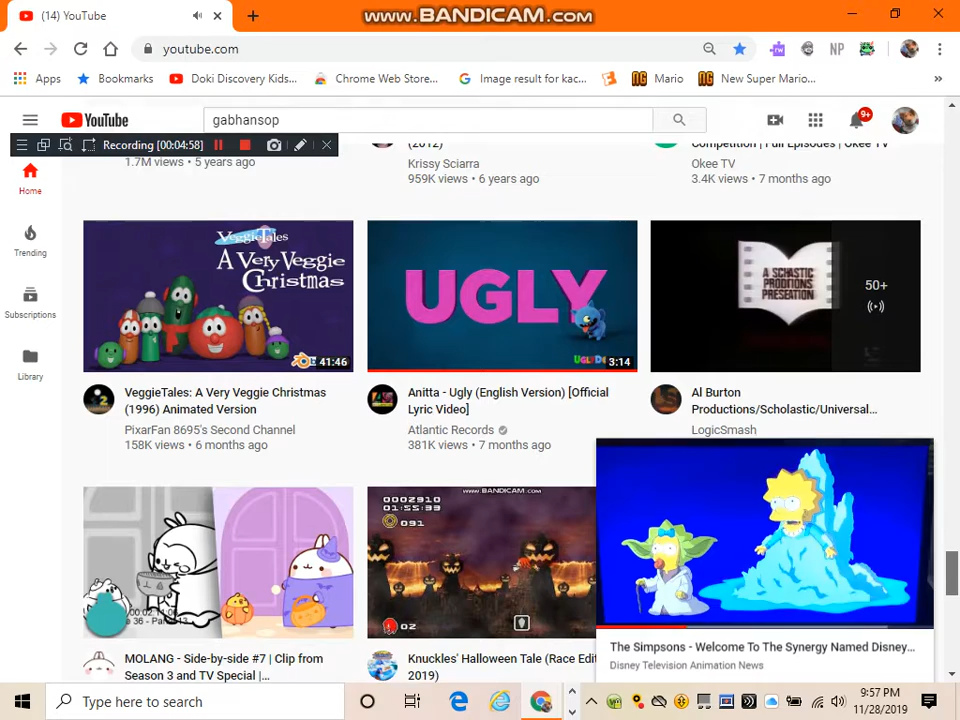 (14) YouTube
www.BANDICAM.com
youtube.com
Apps
Bookmarks
Doki Discovery Kids...
Chrome Web Store...
Image result for kac...
Mario
New Super Mario...
»
YouTube
gabhansop
9+
Recording [00:04:58]
1.7M views • 5 years ago
(2012)
Krissy Sciarra
959K views • 6 years ago
Competition | Full Episodes | Okee TV
Okee TV
3.4K views • 7 months ago
Home
Trending
Subscriptions
Library
VeggieTales
A Very Veggie
Christmas
41:46
UGLY
3:14
A SCHASTIC
PRODITIONS
PRESEATION
50+
VeggieTales: A Very Veggie Christmas
(1996) Animated Version
PixarFan 8695's Second Channel
158K views • 6 months ago
Anitta - Ugly (English Version) [Official
Lyric Video]
Atlantic Records
381K views • 7 months ago
Al Burton
Productions/Scholastic/Universal...
LogicSmash
www.BANDICAM.com
0002910
01:55:39
091
02
MOLANG - Side-by-side #7 | Clip from
Season 3 and TV Special |...
Knuckles' Halloween Tale (Race Edit
2019)
The Simpsons - Welcome To The Synergy Named Disney...
Disney Television Animation News
Type here to search
9:57 PM
11/28/2019